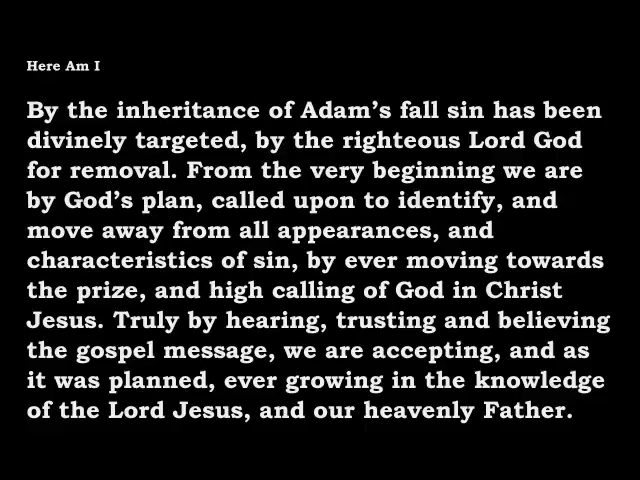 Here Am I
By the inheritance of Adam’s fall sin has been
divinely targeted, by the righteous Lord God
for removal. From the very beginning we are
by God’s plan, called upon to identify, and
move away from all appearances, and
characteristics of sin, by ever moving towards
the prize, and high calling of God in Christ
Jesus. Truly by hearing, trusting and believing
the gospel message, we are accepting, and as
it was planned, ever growing in the knowledge
of the Lord Jesus, and our heavenly Father.